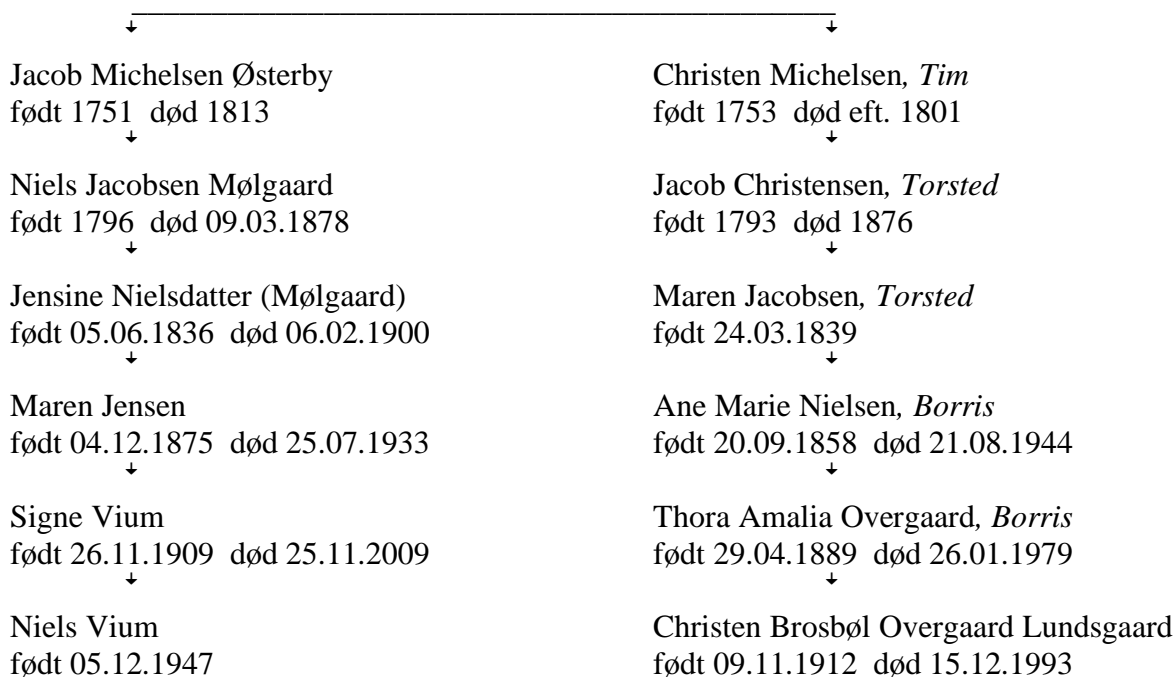 Jacob Michelsen Østerby
født 1751 død 1813
Niels Jacobsen Mølgaard
født 1796 død 09.03.1878
Jensine Nielsdatter (Mølgaard)
født 05.06.1836 død 06.02.1900
Maren Jensen
født 04.12.1875 død 25.07.1933
Signe Vium
født 26.11.1909 død 25.11.2009
Niels Vium
født 05.12.1947
Christen Michelsen, Tim
født 1753 død eft. 1801
Jacob Christensen, Torsted
født 1793 død 1876
Maren Jacobsen, Torsted
født 24.03.1839
Ane Marie Nielsen, Borris
født 20.09.1858 død 21.08.1944
Thora Amalia Overgaard, Borris
født 29.04.1889 død 26.01.1979
Christen Brosbøl Overgaard Lundsgaard
født 09.11.1912 død 15.12.1993